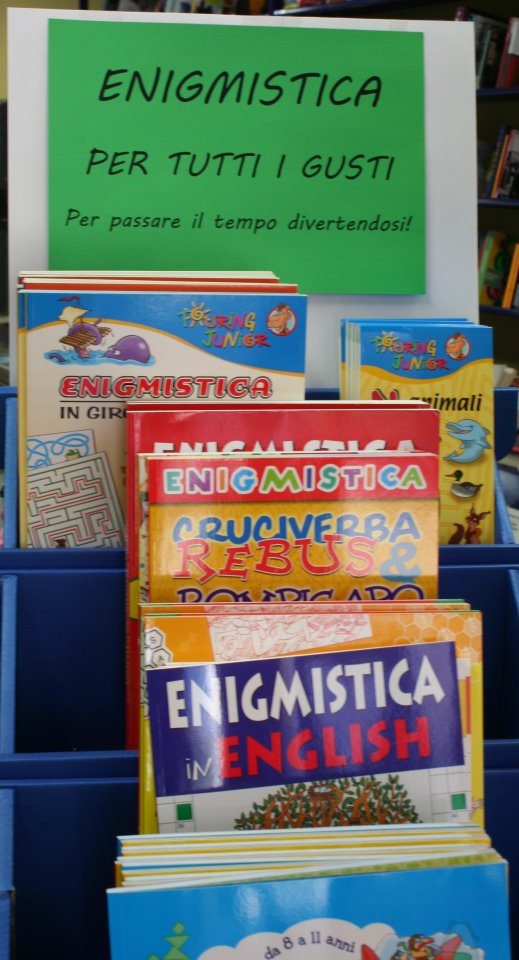 ENIGMISTICA
PER TUTTI I GUSTI
Per passare il tempo divertendosi!
TOURING
JUNIOR
ENIGMISTICA
IN GIRO
TOURING
JUNIOR
animali
ENIGMISTICA
ENIGMISTICA
CRUCIVERBA
REBUS &
ROMPICAPO
ENIGMISTICA
IN ENGLISH
da 8 a 11 anni